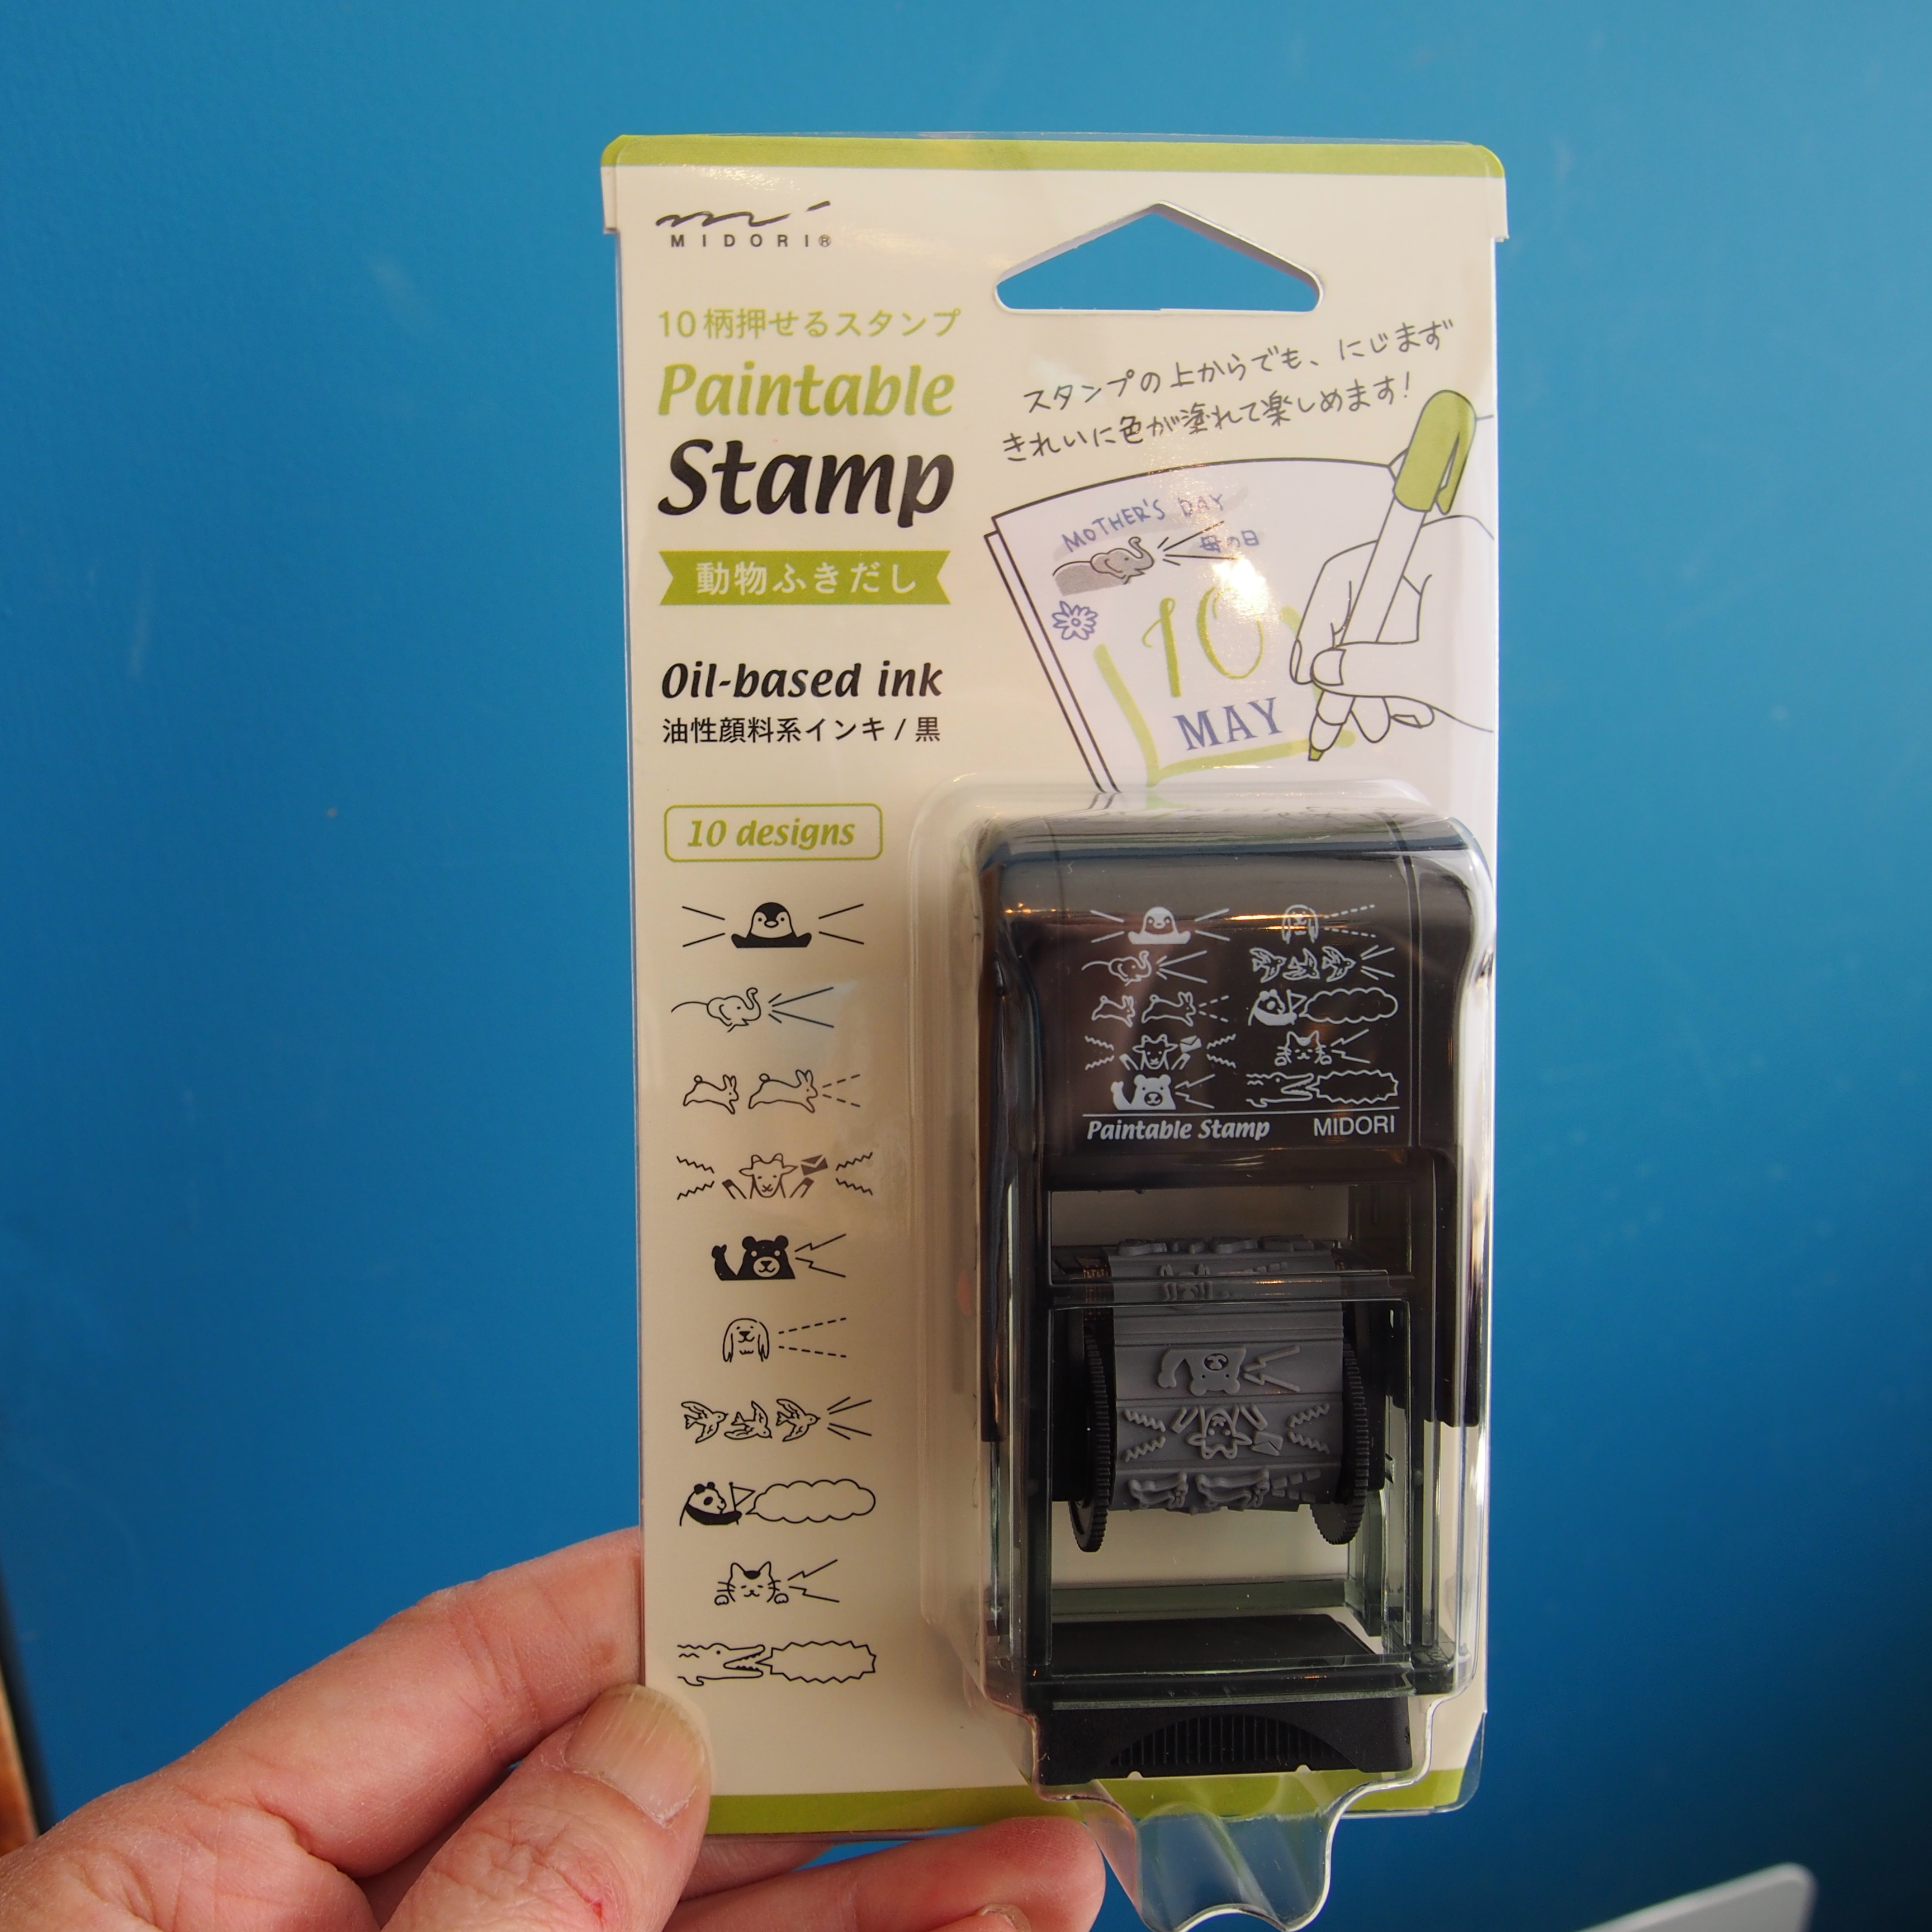 MIDORI®
10柄押せるスタンプ
Paintable
Stamp
動物ふきだし
Oil-based ink
油性顔料系インキ / 黒
スタンプの上からでも、にじまず
きれいに色が塗れて楽しめます!
MOTHER'S DAY
母の日
10
MAY
10 designs
Paintable Stamp MIDORI